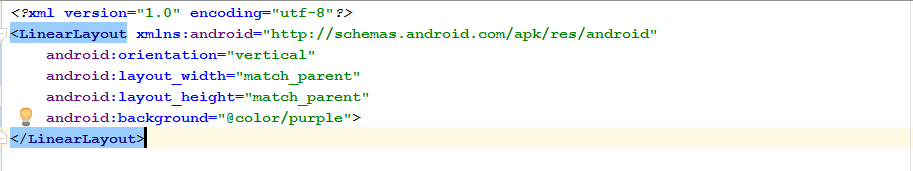 <?xml version="1.0" encoding="utf-8"?>
<LinearLayout xmlns:android="http://schemas.android.com/apk/res/android"
    android:orientation="vertical"
    android:layout_width="match_parent"
    android:layout_height="match_parent"
    android:background="@color/purple">
</LinearLayout>